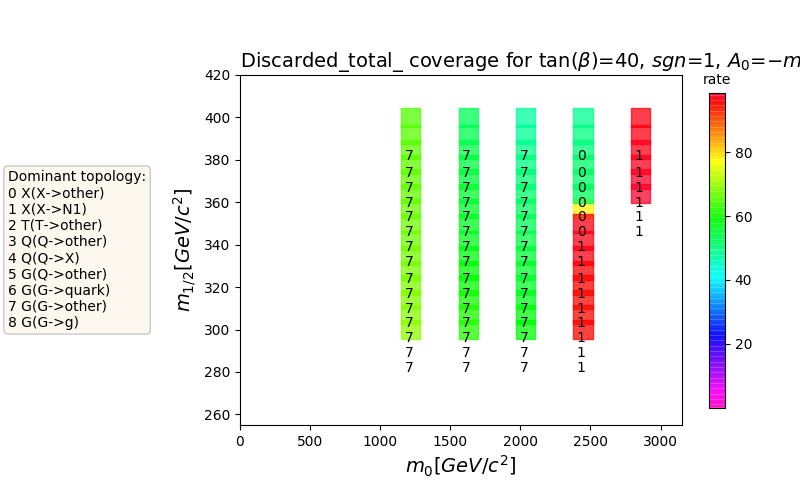 Discarded_total_ coverage for tan(β)=40, sgn=1, A₀=−m
rate
Dominant topology:
0 X(X->other)
1 X(X->N1)
2 T(T->other)
3 Q(Q->other)
4 Q(Q->X)
5 G(Q->other)
6 G(G->quark)
7 G(G->other)
8 G(G->g)
m₁/₂[GeV/c²]
420
400
380
360
340
320
300
280
260
7 7 7 0 1
7 7 7 0 1
7 7 7 0 1
7 7 7 0 1
7 7 7 0 1
7 7 7 0 1
7 7 7 1
7 7 7 1
7 7 7 1
7 7 7 1
7 7 7 1
7 7 7 1
7 7 7 1
7 7 7 1
7 7 7 1
0 500 1000 1500 2000 2500 3000
m₀[GeV/c²]
80
60
40
20